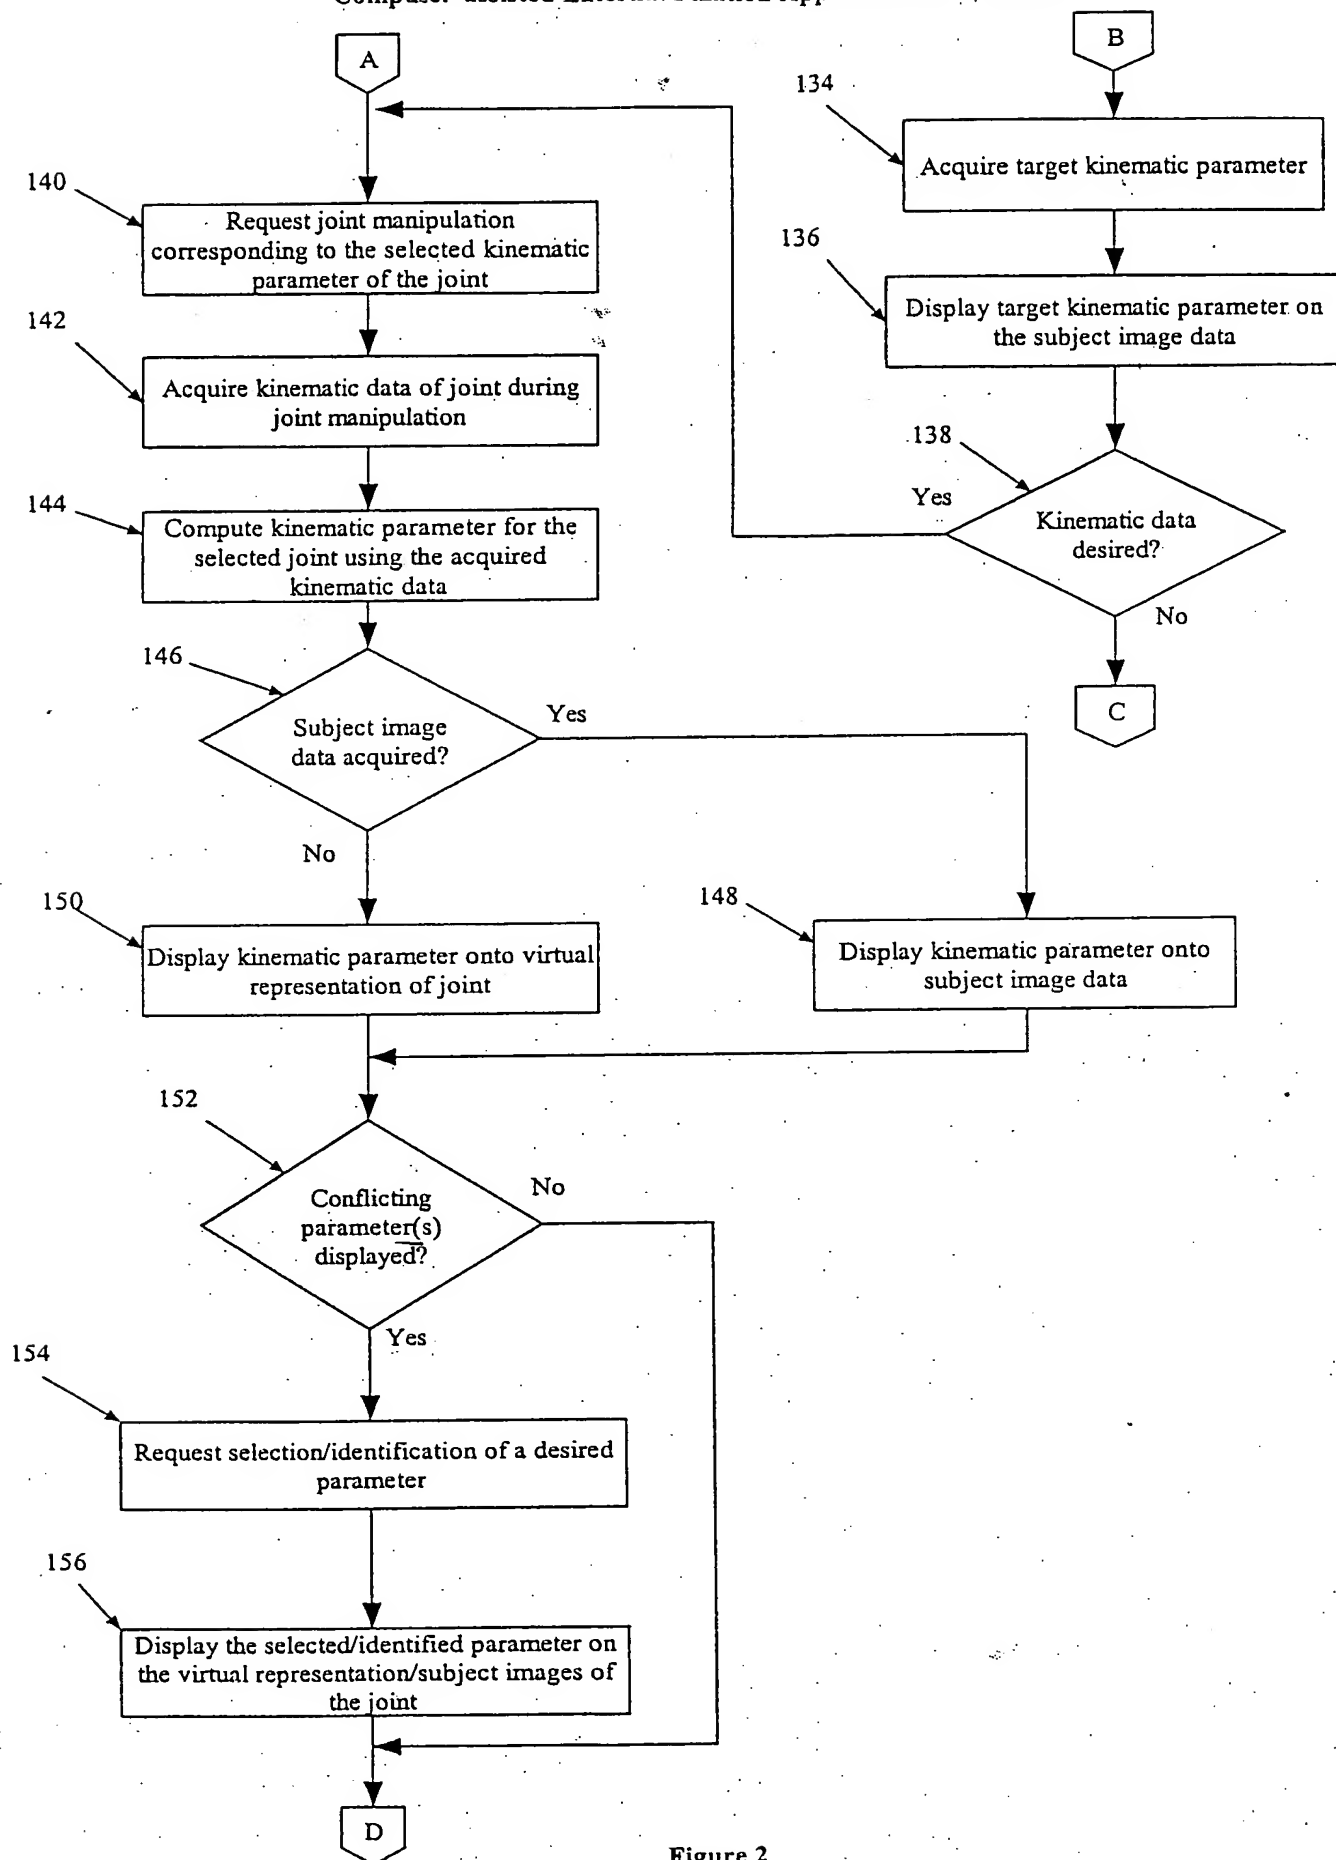 A
B
134
Acquire target kinematic parameter
140
Request joint manipulation
corresponding to the selected kinematic
parameter of the joint
136
Display target kinematic parameter on
the subject image data
142
Acquire kinematic data of joint during
joint manipulation
138
Yes
Kinematic data
desired?
No
144
Compute kinematic parameter for the
selected joint using the acquired
kinematic data
C
146
Subject image
data acquired?
Yes
No
150
Display kinematic parameter onto virtual
representation of joint
148
Display kinematic parameter onto
subject image data
152
Conflicting
parameter(s)
displayed?
No
Yes
154
Request selection/identification of a desired
parameter
156
Display the selected/identified parameter on
the virtual representation/subject images of
the joint
D
Figure 2